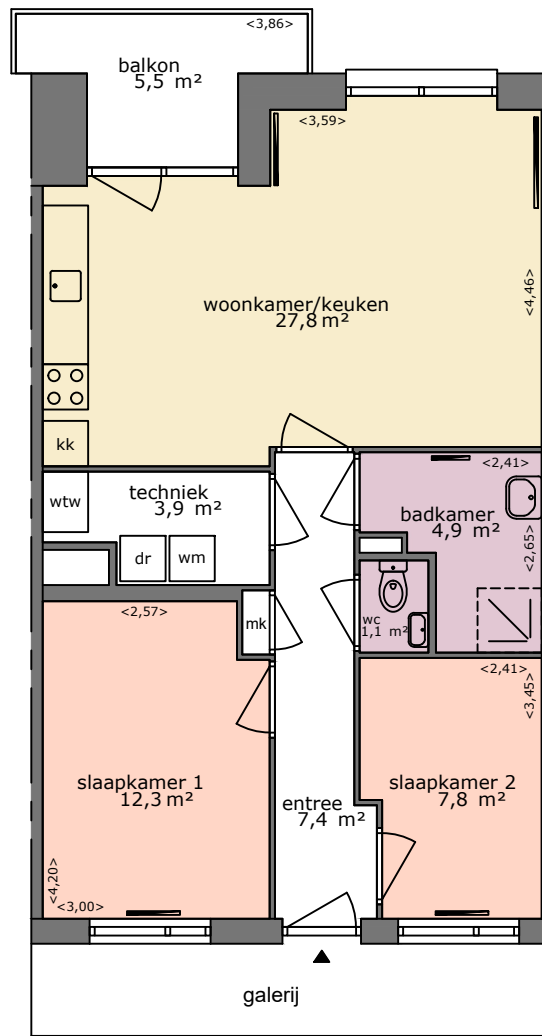 <3,86>
balkon
5,5 m²
<3,59>
<4,46>
woonkamer/keuken
27,8 m²
kk
<2,41>
wtw
techniek
3,9 m²
badkamer
4,9 m²
<2,65>
dr
wm
<2,57>
mk
wc
1,1 m²
<2,41>
<3,45>
slaapkamer 1
12,3 m²
slaapkamer 2
7,8 m²
entree
7,4 m²
<4,20>
<3,00>
galerij